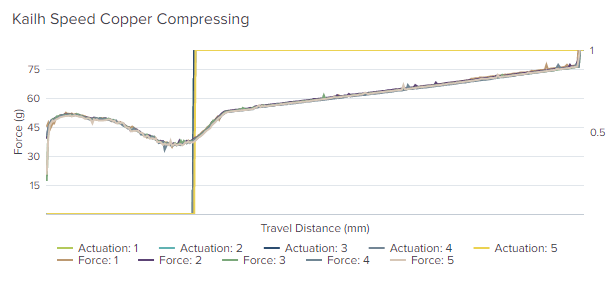 Kailh Speed Copper Compressing
75
60
45
30
15
Force (g)
1
0.5
Travel Distance (mm)
Actuation: 1 Actuation: 2 Actuation: 3 Actuation: 4 Actuation: 5
Force: 1 Force: 2 Force: 3 Force: 4 Force: 5